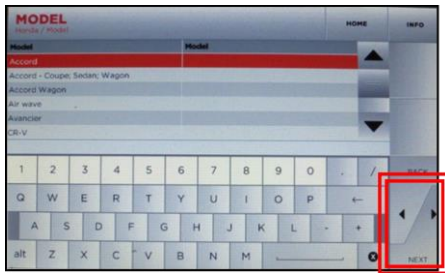 MODEL
Honda / Model
HOME
INFO
Model
Model
Accord
Accord - Coupe; Sedan; Wagon
Accord Wagon
Air wave
Avancier
CR-V
1 2 3 4 5 6 7 8 9 0 . /
BACK
Q W E R T Y U I O P ←
A S D F G H J K L - +
alt Z X C V B N M
NEXT